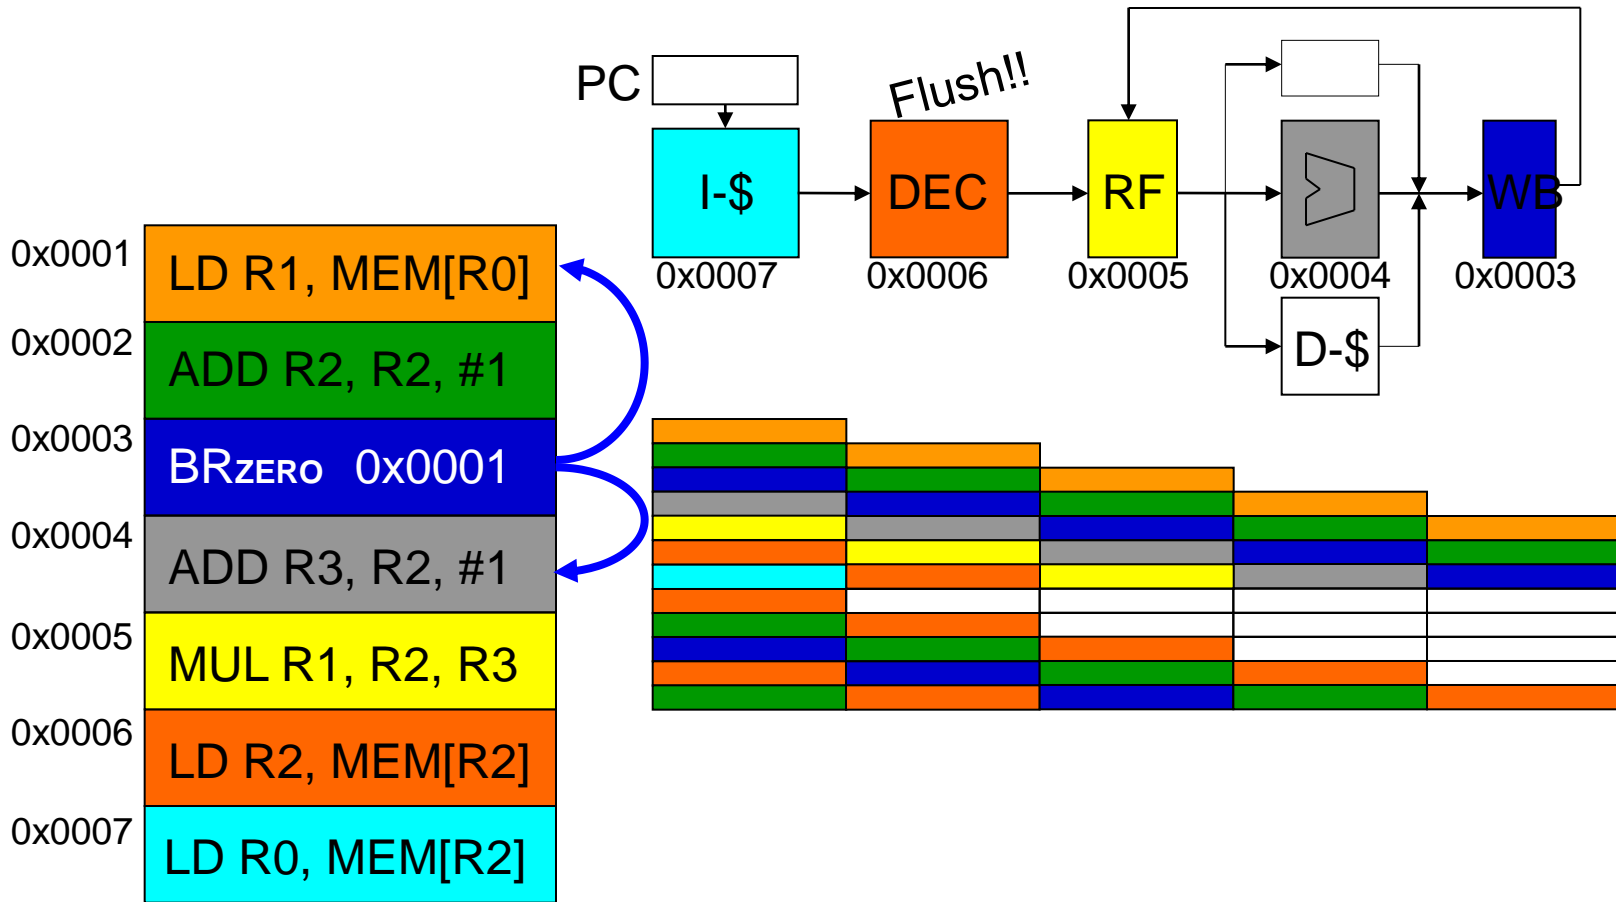 PC
Flush!!
I-$
DEC
RF
WB
0x0007
0x0006
0x0005
0x0004
0x0003
D-$
0x0001
LD R1, MEM[R0]
0x0002
ADD R2, R2, #1
0x0003
BRZERO 0x0001
0x0004
ADD R3, R2, #1
0x0005
MUL R1, R2, R3
0x0006
LD R2, MEM[R2]
0x0007
LD R0, MEM[R2]